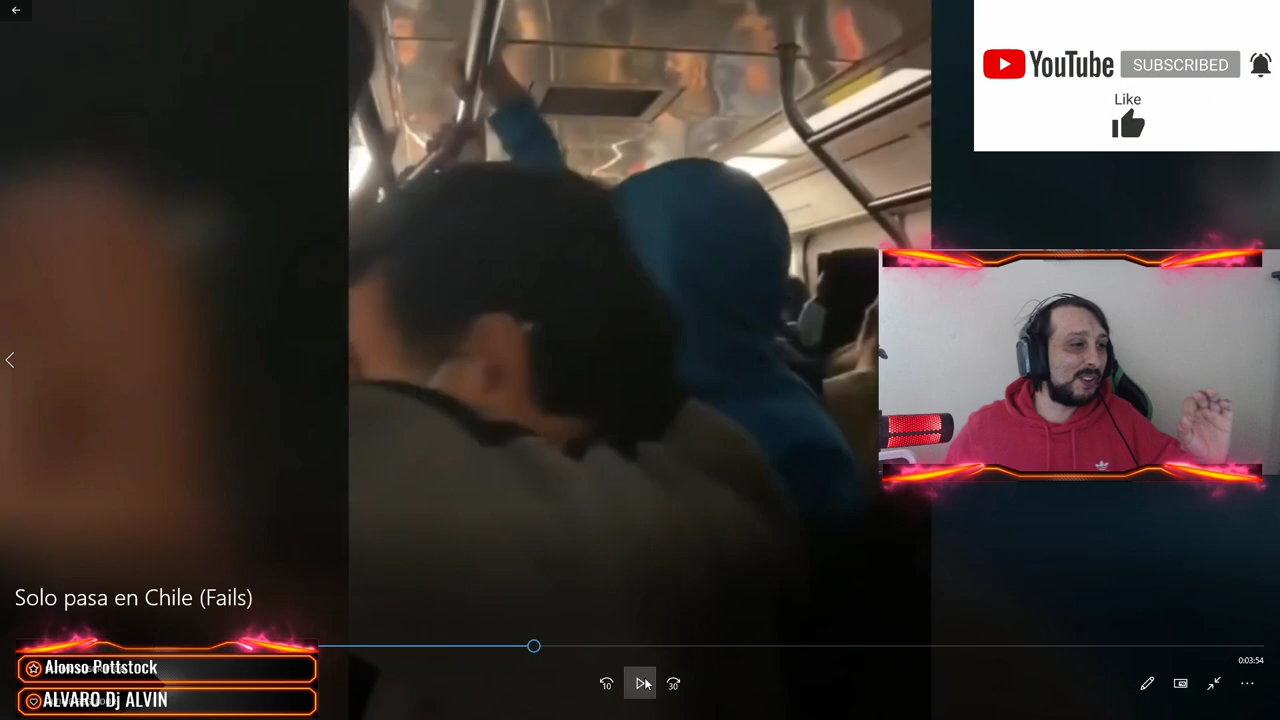 YouTube
SUBSCRIBED
Like
Solo pasa en Chile (Fails)
Alonso Pottstock
ALVARO Dj ALVIN
0:03:54
10
30